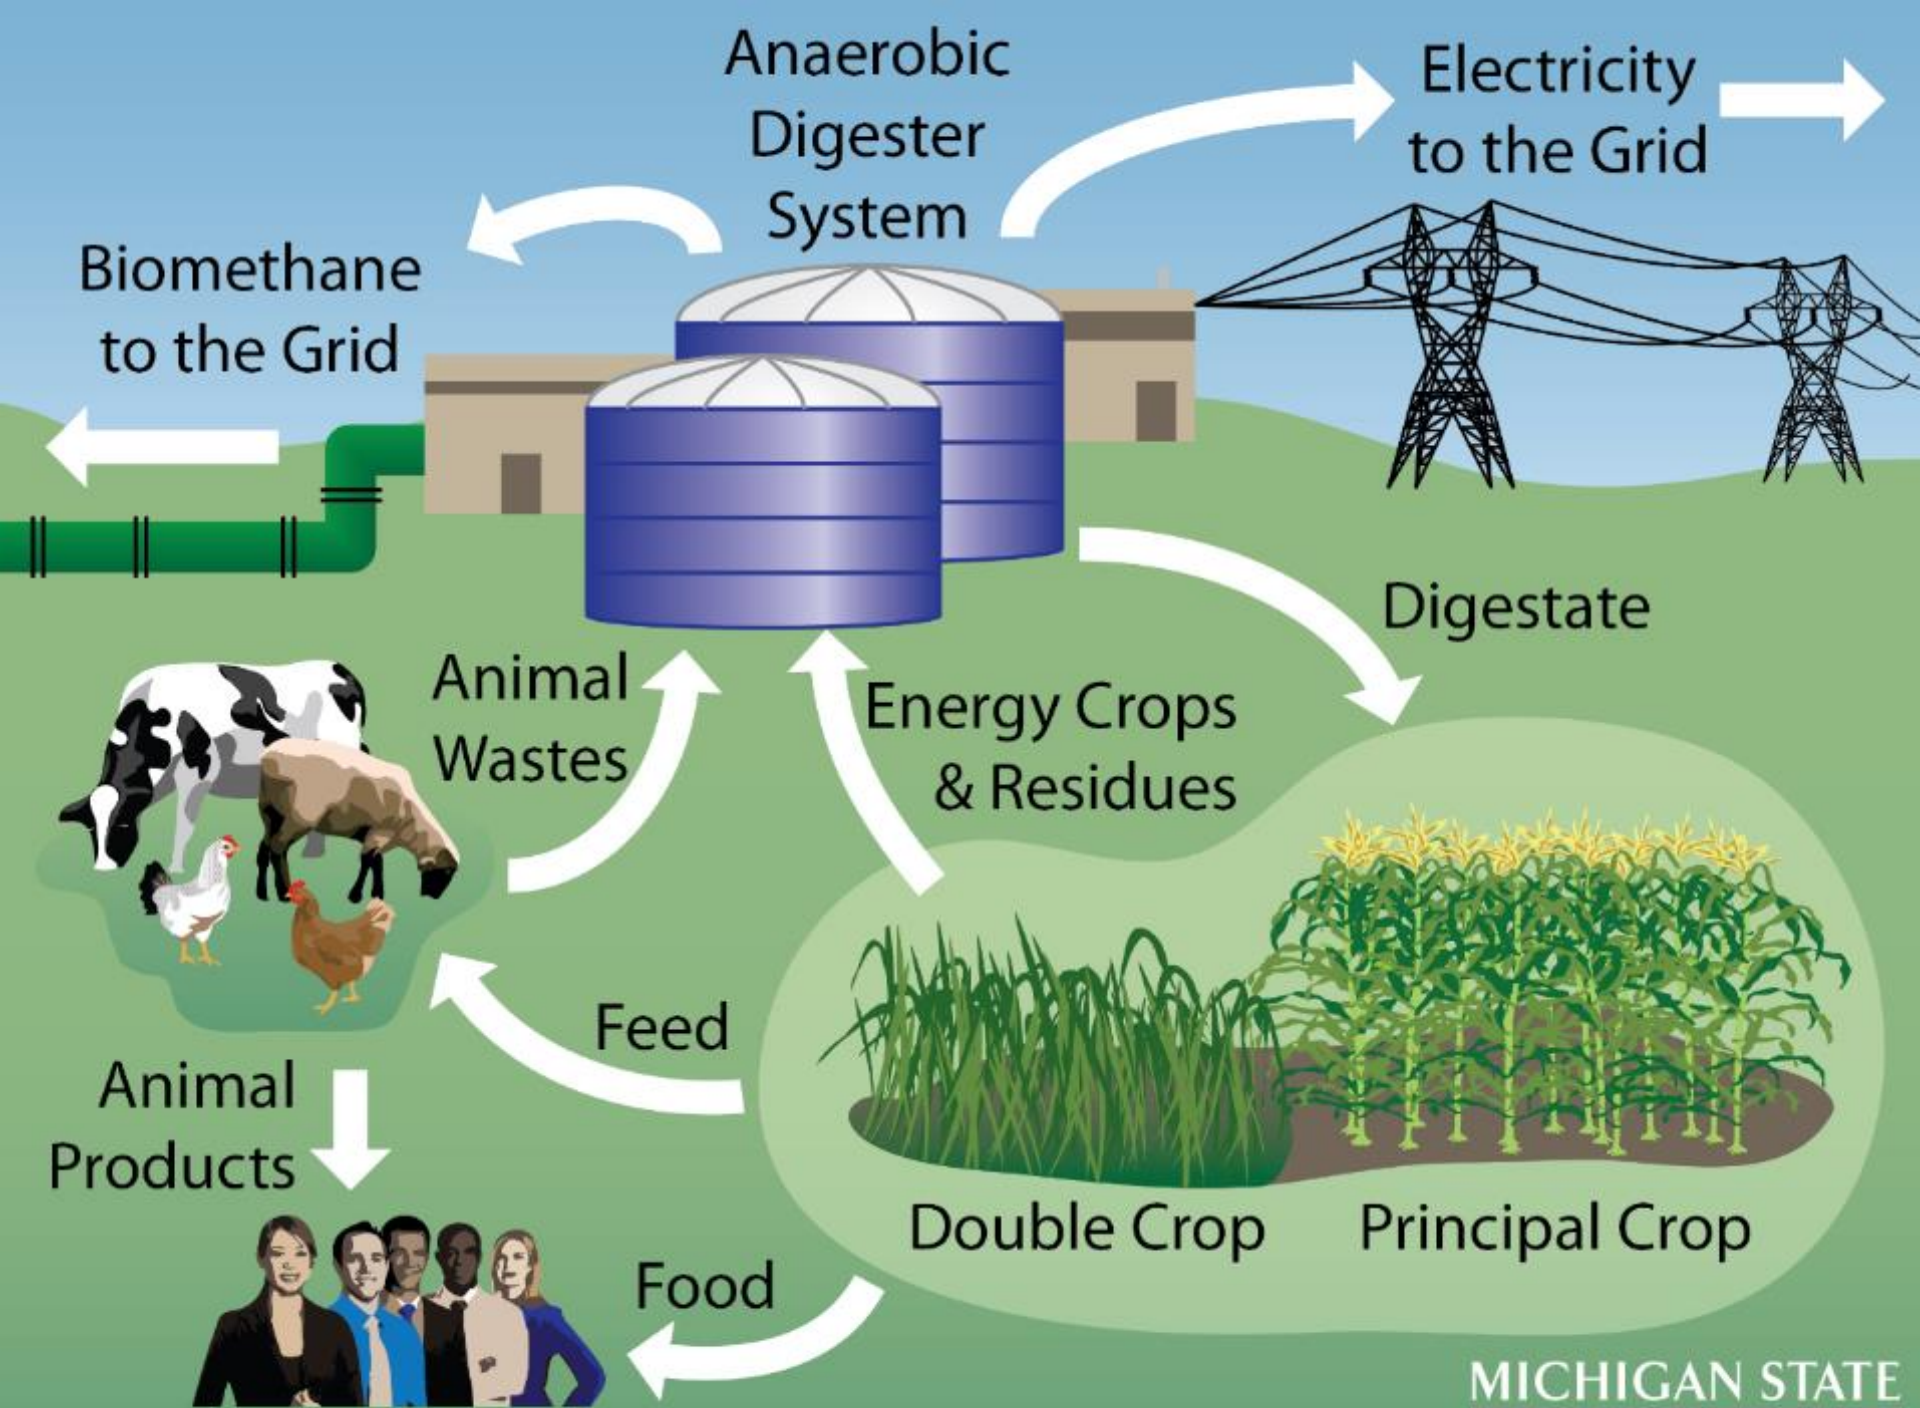 Anaerobic
Digester
System
Electricity
to the Grid
Biomethane
to the Grid
Digestate
Animal
Wastes
Energy Crops
& Residues
Feed
Animal
Products
Double Crop
Principal Crop
Food
MICHIGAN STATE